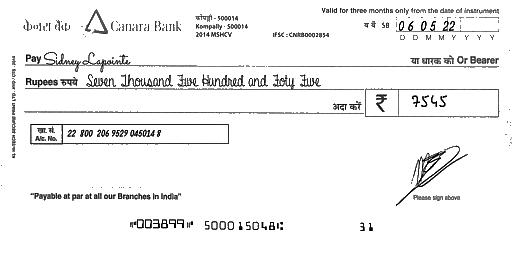 केनरा बैंक Canara Bank
कोंपल्ली - 500014
Kompally - 500014
2014 MSHCV
IFSC : CNRB0002854
Valid for three months only from the date of instrument
SB 06 05 22
D D M M Y Y Y Y
Pay Sidney Lapointe या धारक को Or Bearer
Rupees रुपये Seven Thousand Five Hundred and Foty Five
अदा करें ₹ 7545
खा. सं.
A/c. No. 22 800 206 9529 045014 8
Please sign above
"Payable at par at all our Branches in India"
⑈003899⑈ 500015048⑆ 31